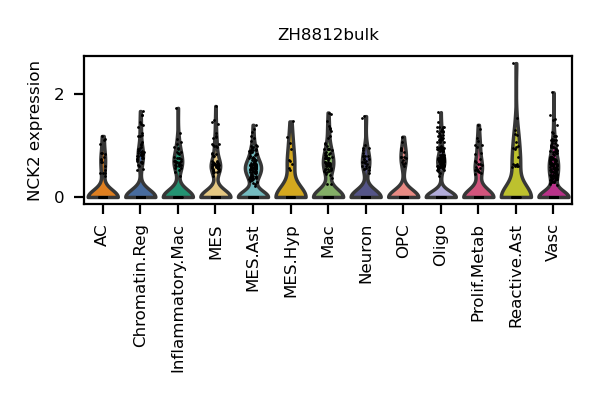 ZH8812bulk
NCK2 expression
2
0
AC
Chromatin.Reg
Inflammatory.Mac
MES
MES.Ast
MES.Hyp
Mac
Neuron
OPC
Oligo
Prolif.Metab
Reactive.Ast
Vasc